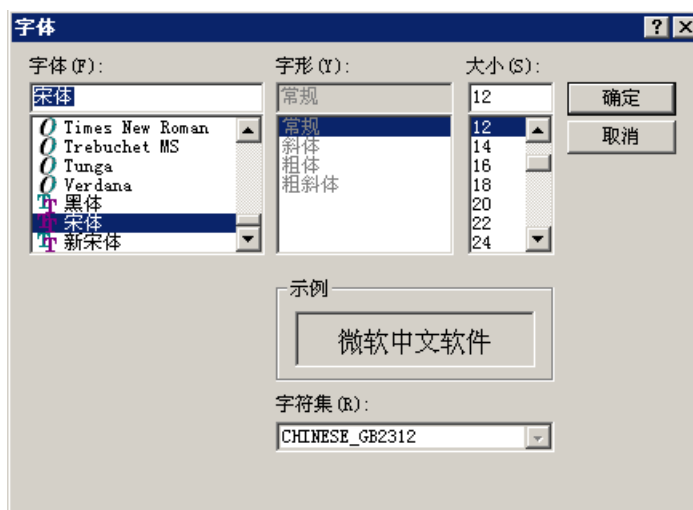 字体
字体(F):
宋体
Times New Roman
Trebuchet MS
Tunga
Verdana
黑体
宋体
新宋体
字形(Y):
常规
常规
斜体
粗体
粗斜体
大小(S):
12
12
14
16
18
20
22
24
确定
取消
示例
微软中文软件
字符集(R):
CHINESE_GB2312